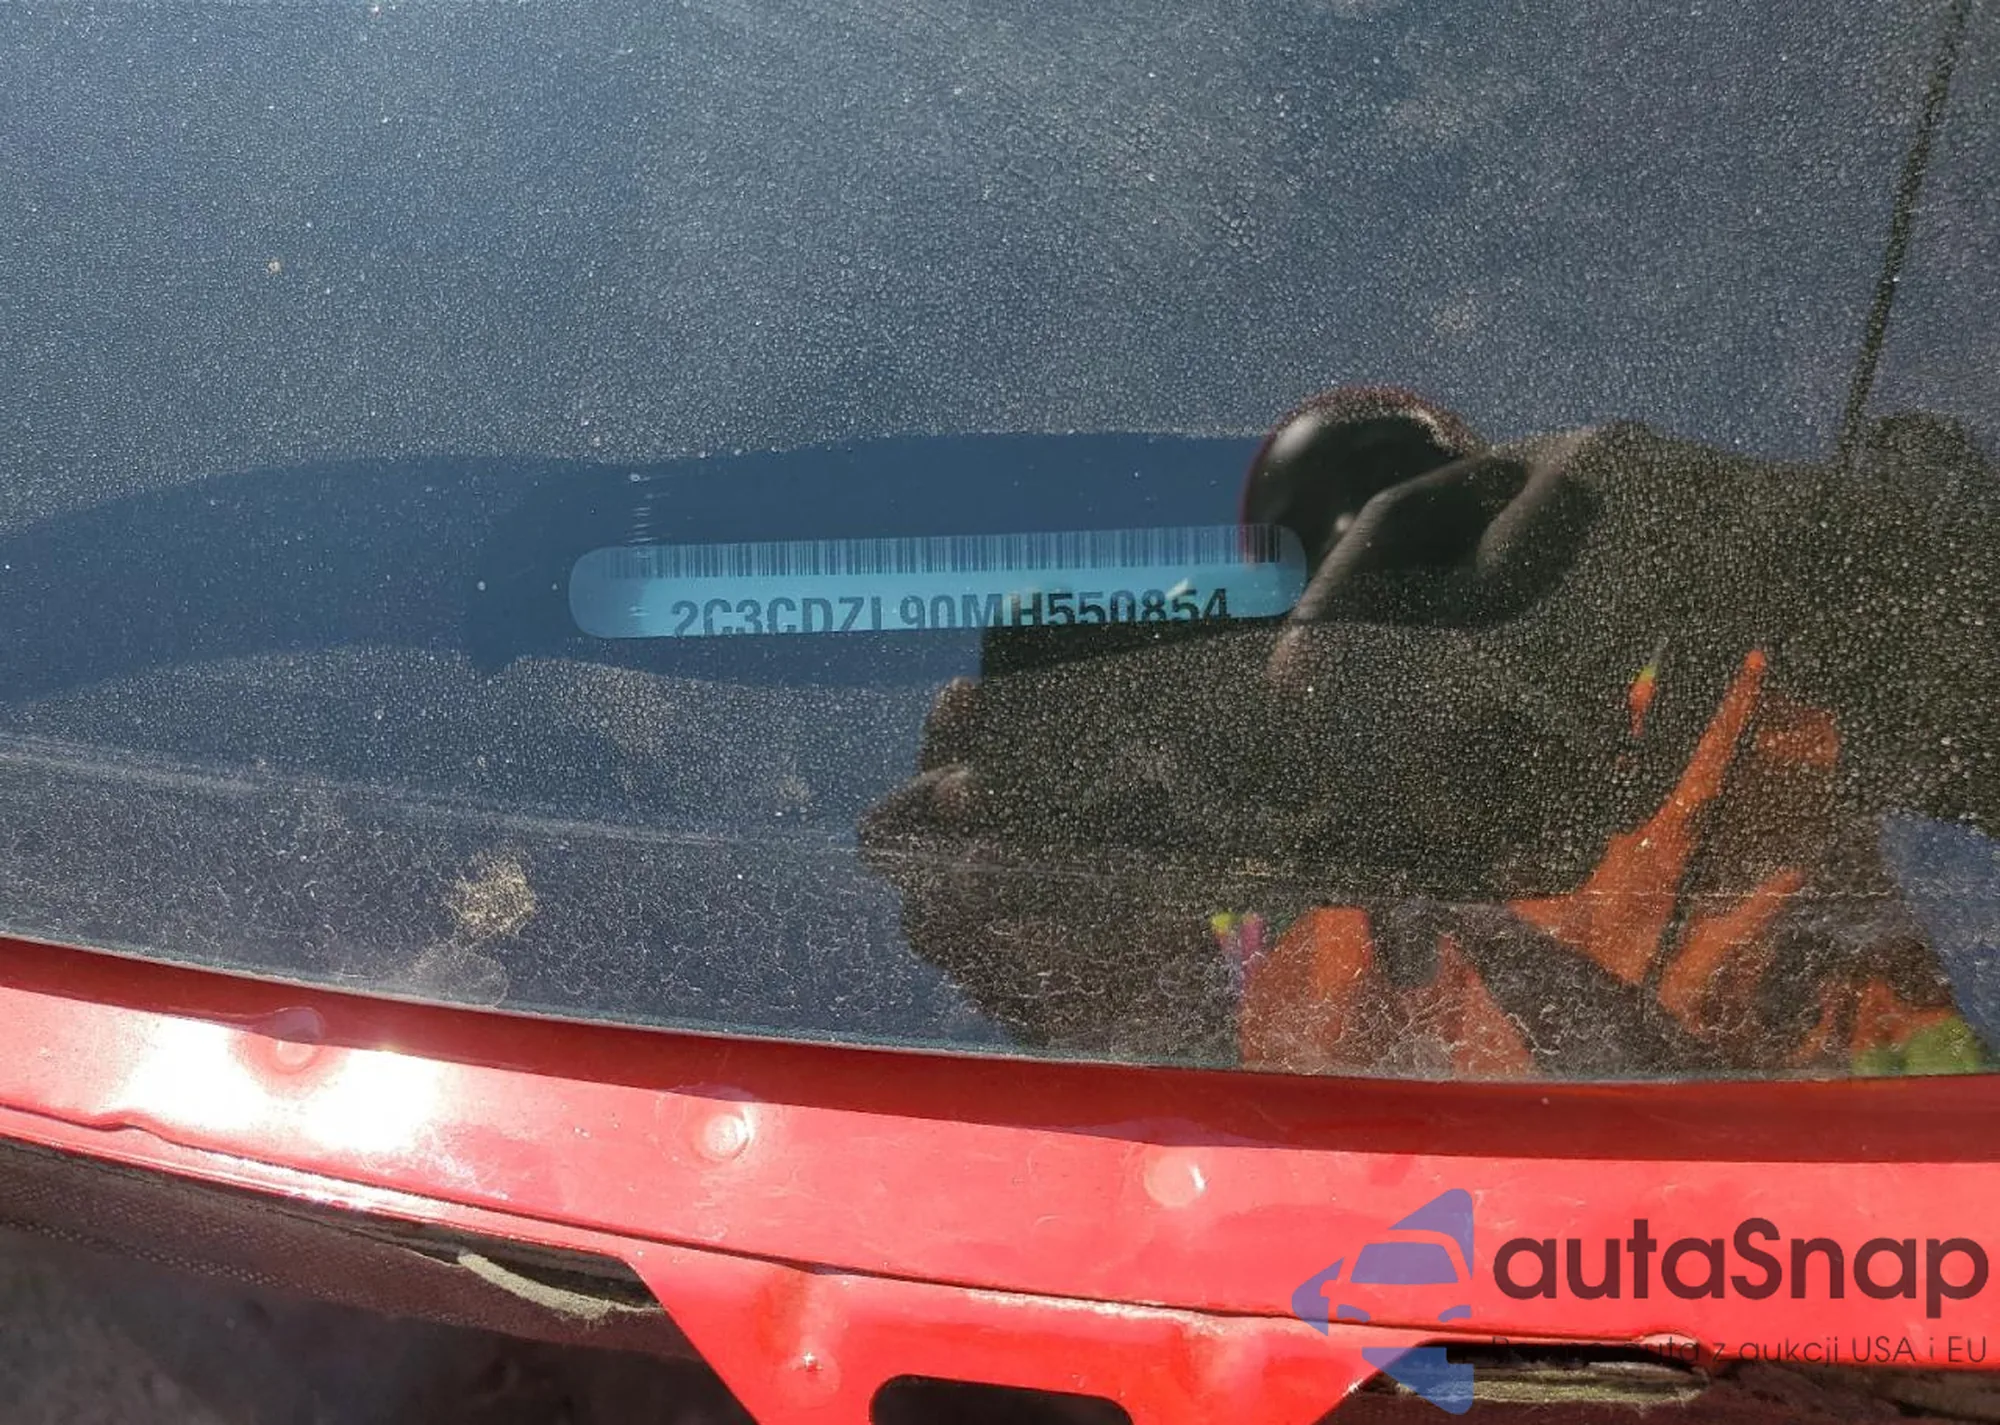 2C3CDZL90MH550854
autaSnap
z aukcji USA i EU